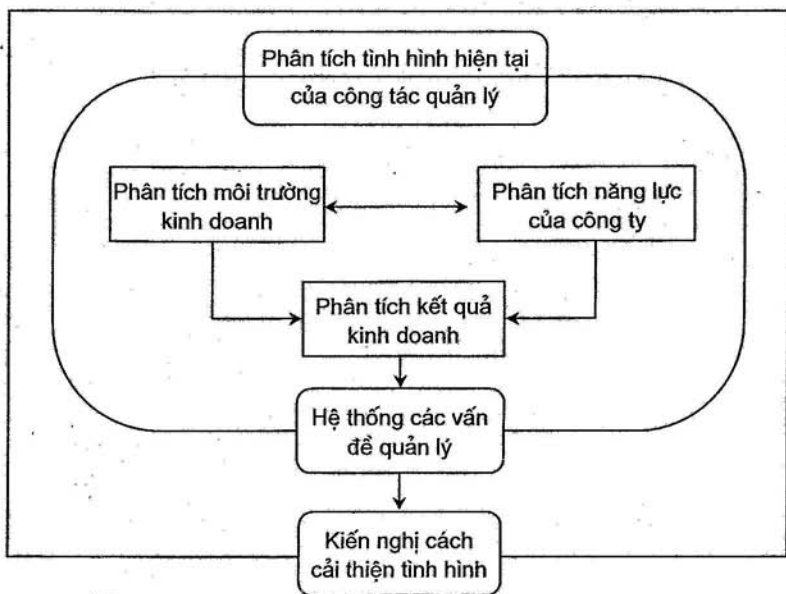 Phân tích tình hình hiện tại
của công tác quản lý
Phân tích môi trường
kinh doanh
Phân tích năng lực
của công ty
Phân tích kết quả
kinh doanh
Hệ thống các vấn
đề quản lý
Kiến nghị cách
cải thiện tình hình